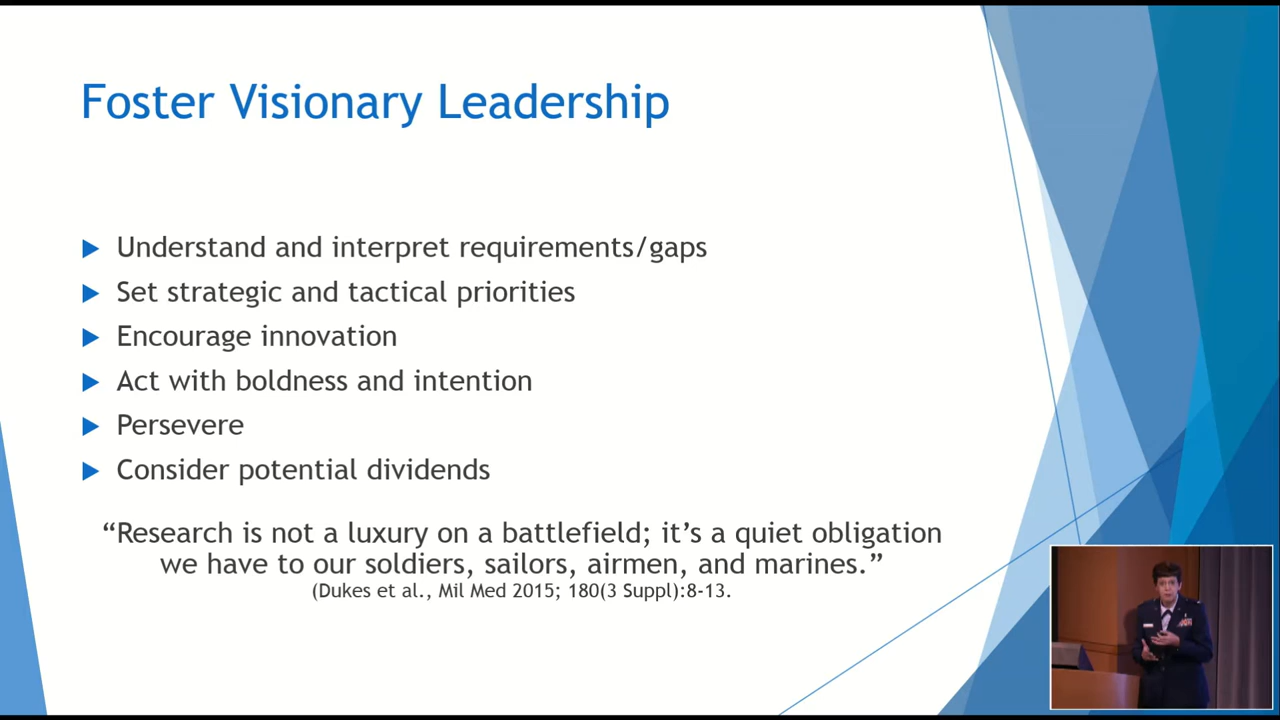 Foster Visionary Leadership
Understand and interpret requirements/gaps
Set strategic and tactical priorities
Encourage innovation
Act with boldness and intention
Persevere
Consider potential dividends
“Research is not a luxury on a battlefield; it’s a quiet obligation
we have to our soldiers, sailors, airmen, and marines.”
(Dukes et al., Mil Med 2015; 180(3 Suppl):8-13.